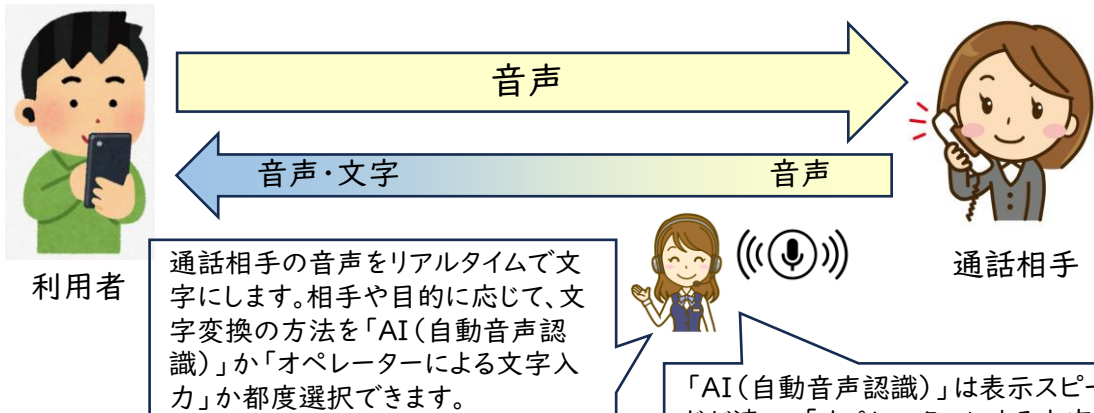 音声
音声・文字
音声
利用者
通話相手
通話相手の音声をリアルタイムで文
字にします。相手や目的に応じて、文
字変換の方法を「AI(自動音声認
識)」か「オペレーターによる文字入
力」か都度選択できます。
「AI(自動音声認識)」は表示スピー